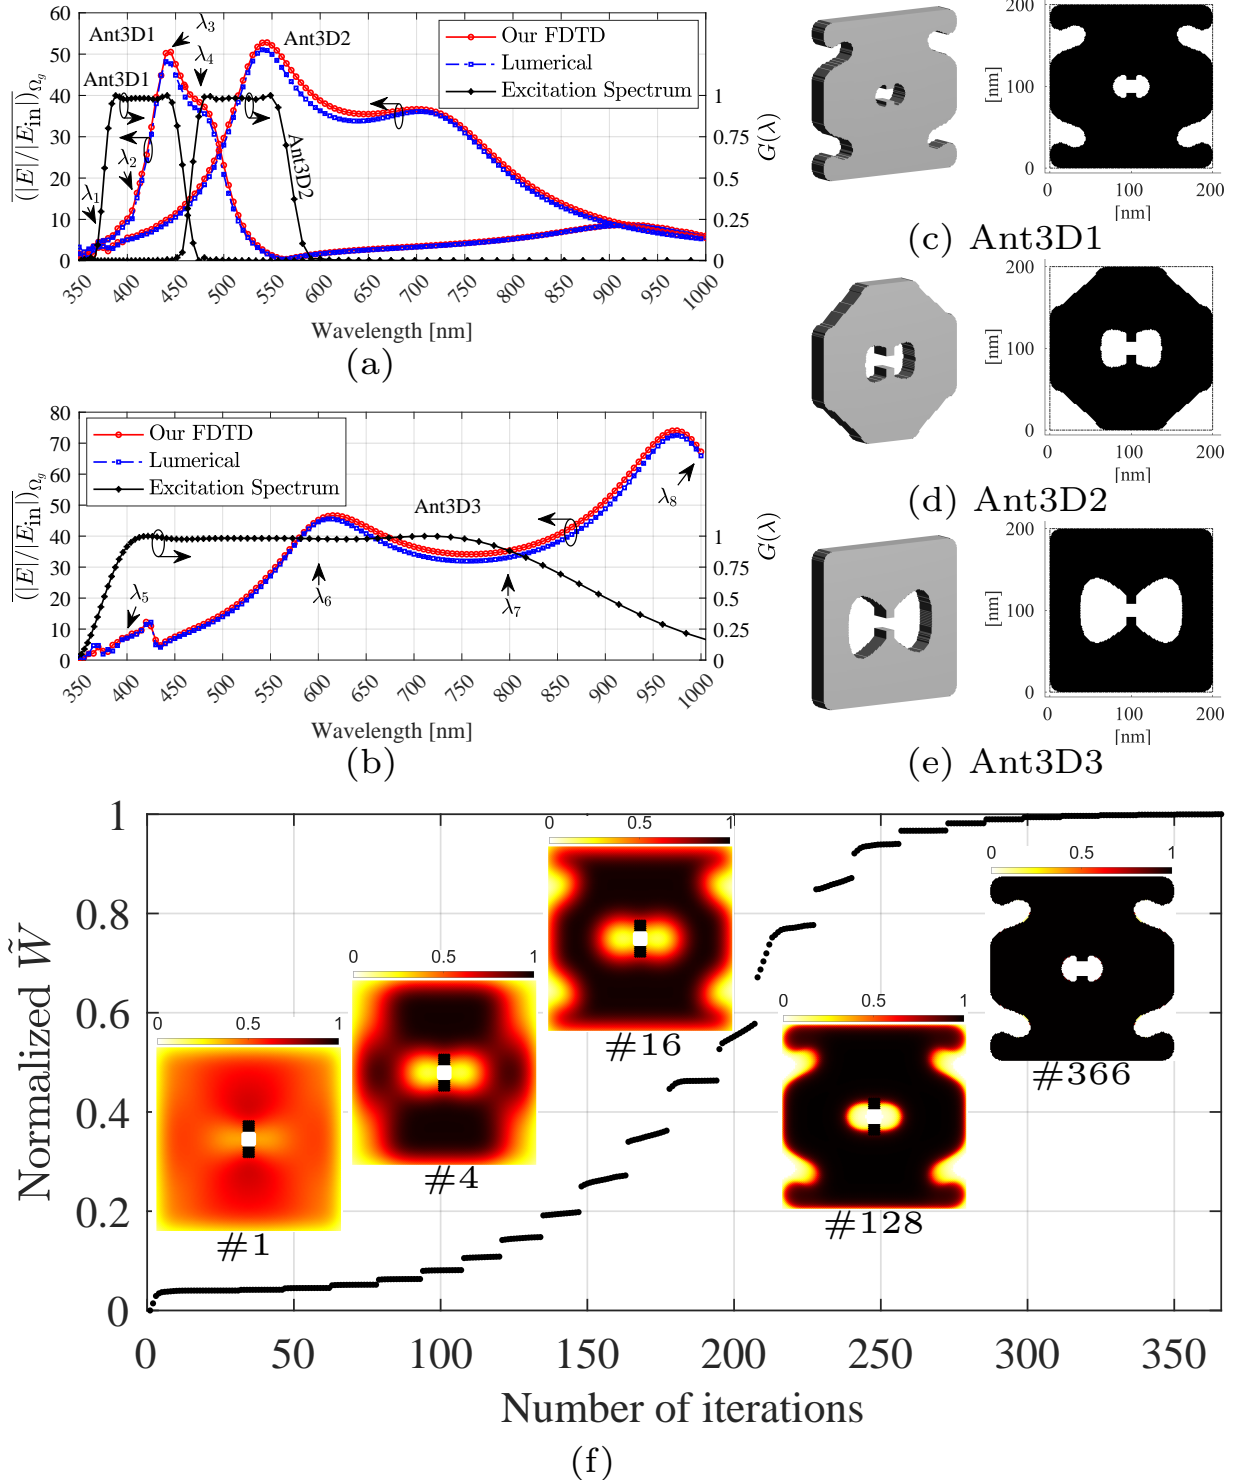 60
50
40
30
20
10
0
(|E|/|E_in|)_Ω_g
Ant3D1
λ3
λ4
Ant3D2
Ant3D1
λ2
λ1
Ant3D2
Our FDTD
Lumerical
Excitation Spectrum
1
0.75
0.5
0.25
0
G(λ)
350 400 450 500 550 600 650 700 750 800 850 900 950 1000
Wavelength [nm]
(a)
200
100
0
[nm]
0 100 200
[nm]
(c) Ant3D1
200
100
0
[nm]
0 100 200
[nm]
(d) Ant3D2
80
70
60
50
40
30
20
10
0
(|E|/|E_in|)_Ω_g
Our FDTD
Lumerical
Excitation Spectrum
Ant3D3
λ8
λ5
λ6
λ7
1
0.75
0.5
0.25
0
G(λ)
350 400 450 500 550 600 650 700 750 800 850 900 950 1000
Wavelength [nm]
(b)
200
100
0
[nm]
0 100 200
[nm]
(e) Ant3D3
1
0.8
0.6
0.4
0.2
0
Normalized W̃
0 0.5 1
#1
0 0.5 1
#4
0 0.5 1
#16
0 0.5 1
#128
0 0.5 1
#366
0 50 100 150 200 250 300 350
Number of iterations
(f)